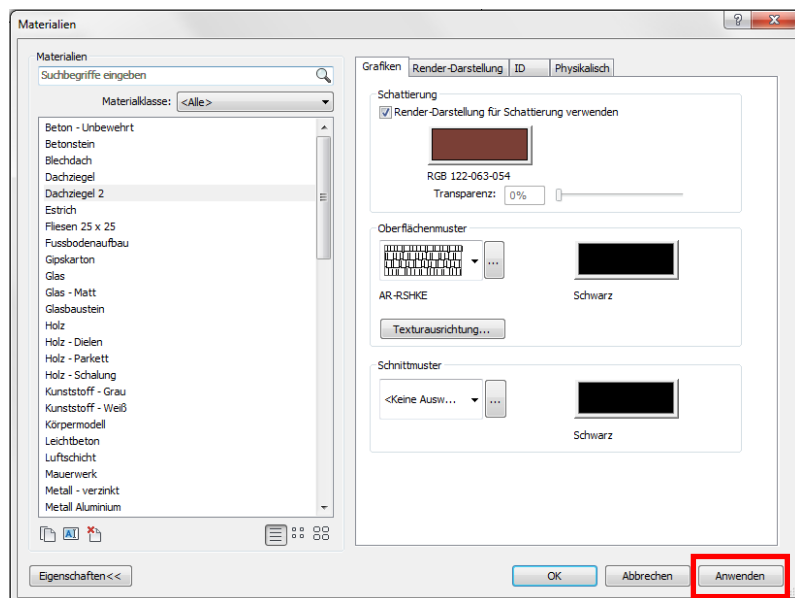 Materialien
Materialien
Suchbegriffe eingeben
Materialklasse: <Alle>
Beton - Unbewehrt
Betonstein
Blechdach
Dachziegel
Dachziegel 2
Estrich
Fliesen 25 x 25
Fussbodenaufbau
Gipskarton
Glas
Glas - Matt
Glasbaustein
Holz
Holz - Dielen
Holz - Parkett
Holz - Schalung
Kunststoff - Grau
Kunststoff - Weiß
Körpermodell
Leichtbeton
Luftschicht
Mauerwerk
Metall - verzinkt
Metall Aluminium
Eigenschaften<<
Grafiken Render-Darstellung ID Physikalisch
Schattierung
Render-Darstellung für Schattierung verwenden
RGB 122-063-054
Transparenz: 0%
Oberflächenmuster
...
AR-RSHKE Schwarz
Texturausrichtung...
Schnittmuster
<Keine Ausw... ...
Schwarz
OK Abbrechen Anwenden